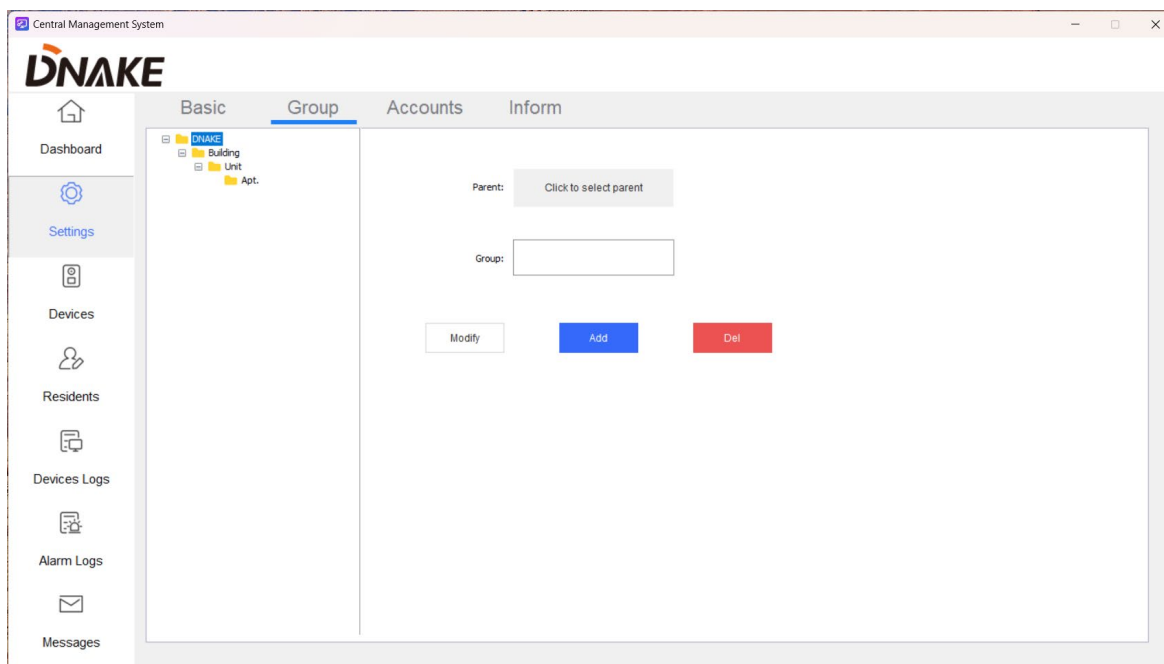 Central Management System
DNAKE
Basic Group Accounts Inform
Dashboard
Settings
Devices
Residents
Devices Logs
Alarm Logs
Messages
DNAKE
Building
Unit
Apt.
Parent: Click to select parent
Group:
Modify Add Del